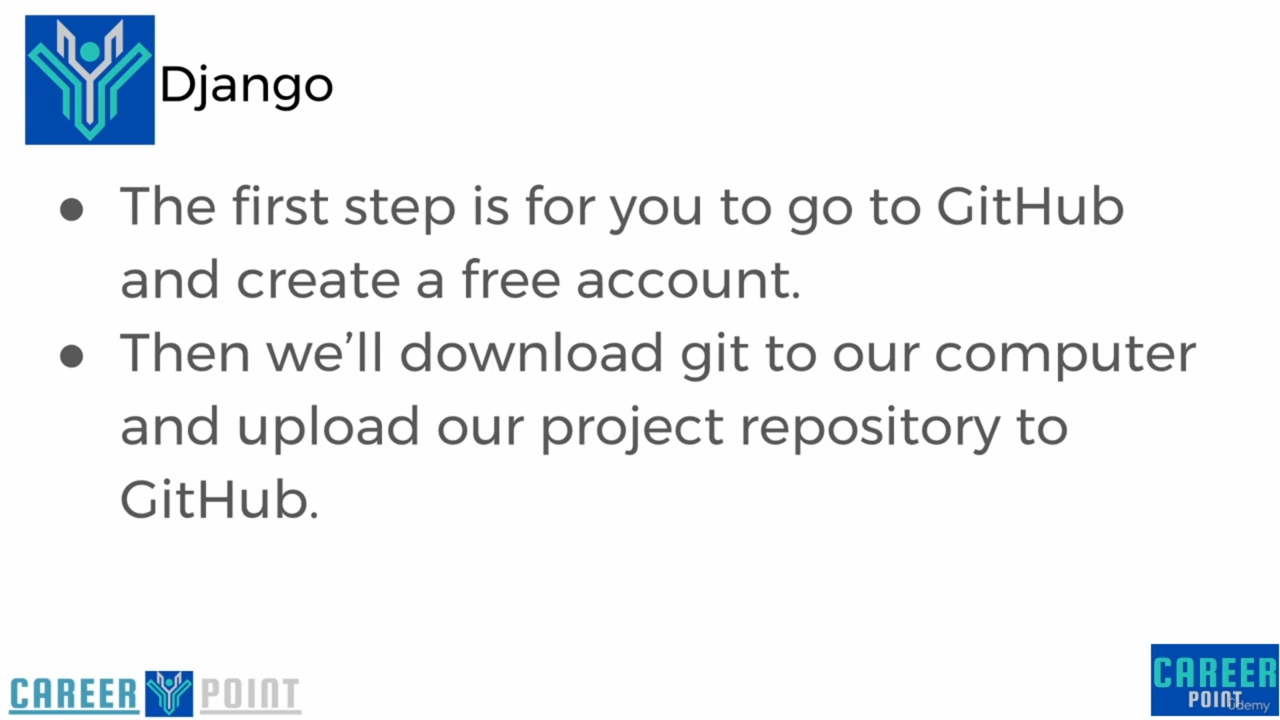 Django
● The first step is for you to go to GitHub
and create a free account.
● Then we’ll download git to our computer
and upload our project repository to
GitHub.
CAREER POINT
CAREER
POINT
udemy